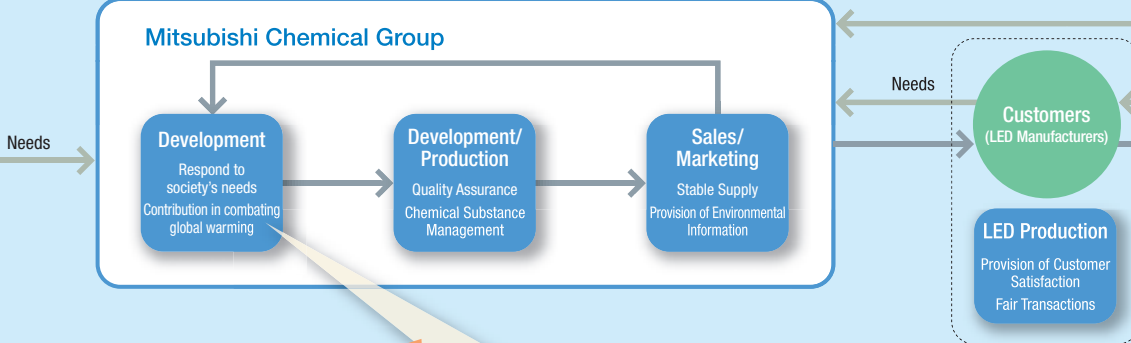 Mitsubishi Chemical Group
Needs
Development
Respond to
society's needs
Contribution in combating
global warming
Development/
Production
Quality Assurance
Chemical Substance
Management
Sales/
Marketing
Stable Supply
Provision of Environmental
Information
Needs
Customers
(LED Manufacturers)
LED Production
Provision of Customer
Satisfaction
Fair Transactions